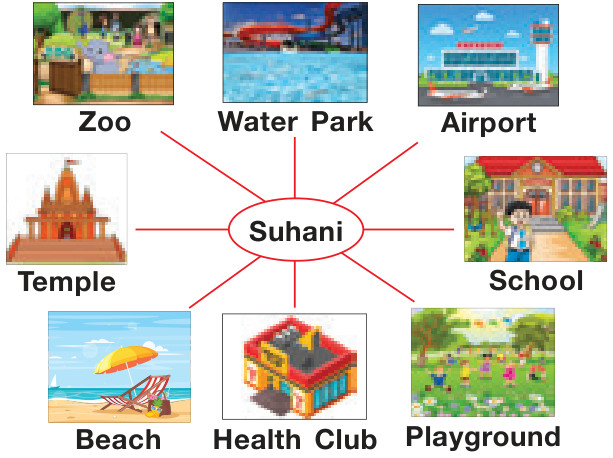 Zoo
Water Park
Airport
Temple
Suhani
School
Beach
Health Club
Playground